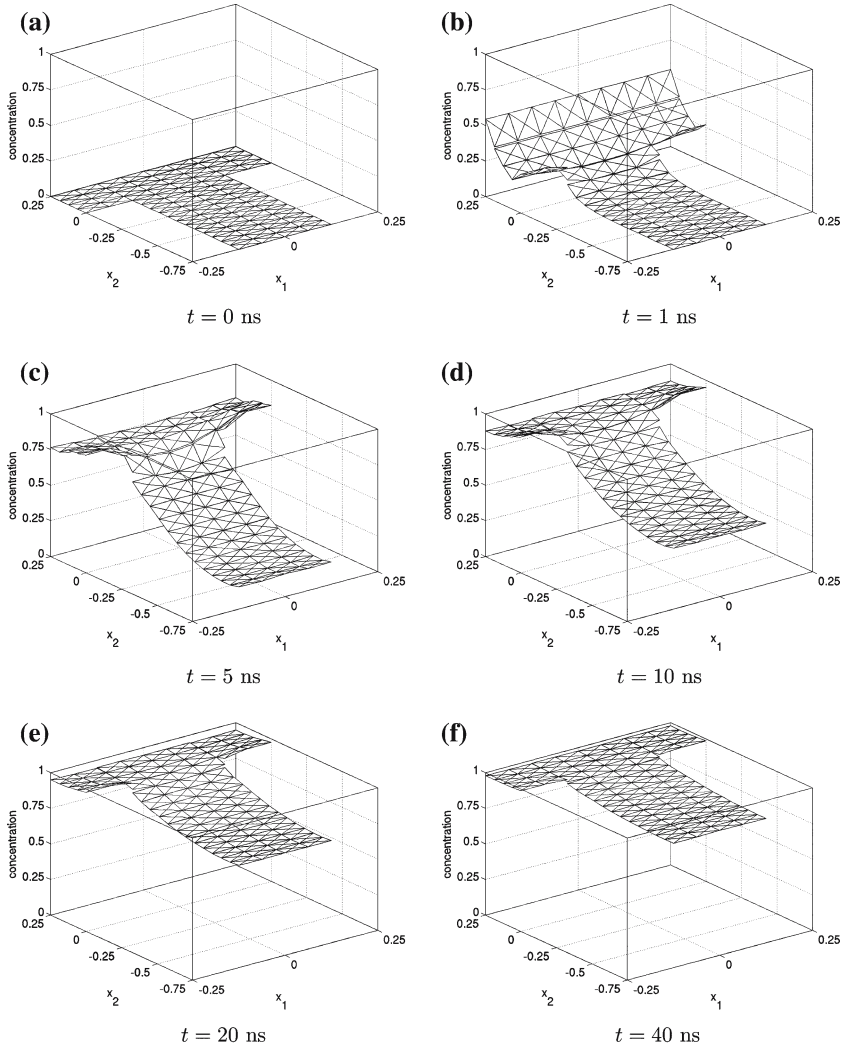 (a)
1
0.75
0.5
0.25
0
concentration
0.25
0
-0.25
-0.5
-0.75
x2
-0.25
0
0.25
x1
t = 0 ns
(b)
1
0.75
0.5
0.25
0
concentration
0.25
0
-0.25
-0.5
-0.75
x2
-0.25
0
0.25
x1
t = 1 ns
(c)
1
0.75
0.5
0.25
0
concentration
0.25
0
-0.25
-0.5
-0.75
x2
-0.25
0
0.25
x1
t = 5 ns
(d)
1
0.75
0.5
0.25
0
concentration
0.25
0
-0.25
-0.5
-0.75
x2
-0.25
0
0.25
x1
t = 10 ns
(e)
1
0.75
0.5
0.25
0
concentration
0.25
0
-0.25
-0.5
-0.75
x2
-0.25
0
0.25
x1
t = 20 ns
(f)
1
0.75
0.5
0.25
0
concentration
0.25
0
-0.25
-0.5
-0.75
x2
-0.25
0
0.25
x1
t = 40 ns